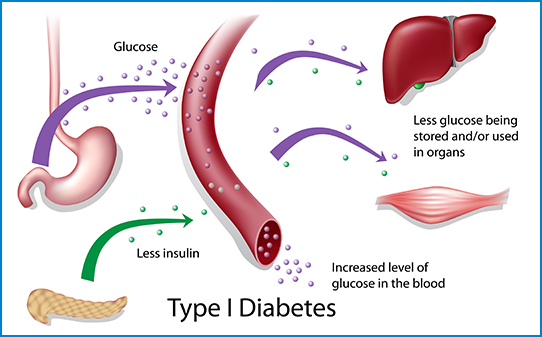 Glucose
Less glucose being
stored and/or used
in organs
Less insulin
Increased level of
glucose in the blood
Type I Diabetes